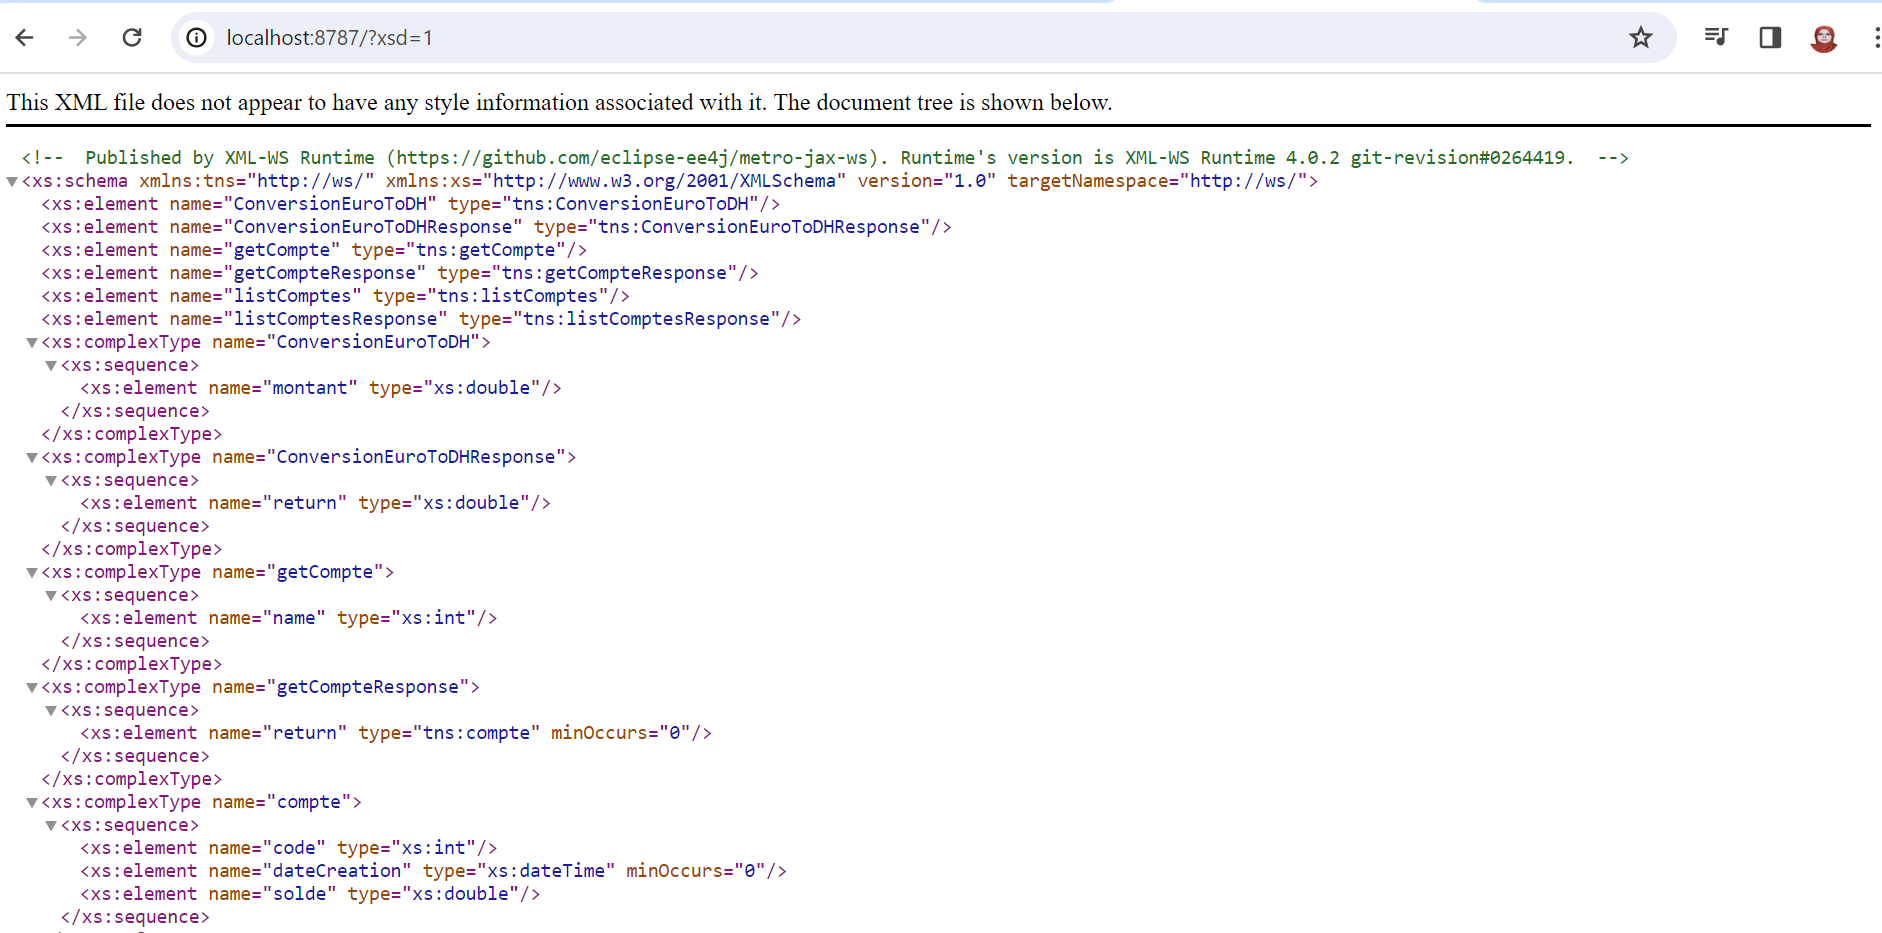 localhost:8787/?xsd=1
This XML file does not appear to have any style information associated with it. The document tree is shown below.
<!--  Published by XML-WS Runtime (https://github.com/eclipse-ee4j/metro-jax-ws). Runtime's version is XML-WS Runtime 4.0.2 git-revision#0264419.  -->
▼<xs:schema xmlns:tns="http://ws/" xmlns:xs="http://www.w3.org/2001/XMLSchema" version="1.0" targetNamespace="http://ws/">
<xs:element name="ConversionEuroToDH" type="tns:ConversionEuroToDH"/>
<xs:element name="ConversionEuroToDHResponse" type="tns:ConversionEuroToDHResponse"/>
<xs:element name="getCompte" type="tns:getCompte"/>
<xs:element name="getCompteResponse" type="tns:getCompteResponse"/>
<xs:element name="listComptes" type="tns:listComptes"/>
<xs:element name="listComptesResponse" type="tns:listComptesResponse"/>
▼<xs:complexType name="ConversionEuroToDH">
▼<xs:sequence>
<xs:element name="montant" type="xs:double"/>
</xs:sequence>
</xs:complexType>
▼<xs:complexType name="ConversionEuroToDHResponse">
▼<xs:sequence>
<xs:element name="return" type="xs:double"/>
</xs:sequence>
</xs:complexType>
▼<xs:complexType name="getCompte">
▼<xs:sequence>
<xs:element name="name" type="xs:int"/>
</xs:sequence>
</xs:complexType>
▼<xs:complexType name="getCompteResponse">
▼<xs:sequence>
<xs:element name="return" type="tns:compte" minOccurs="0"/>
</xs:sequence>
</xs:complexType>
▼<xs:complexType name="compte">
▼<xs:sequence>
<xs:element name="code" type="xs:int"/>
<xs:element name="dateCreation" type="xs:dateTime" minOccurs="0"/>
<xs:element name="solde" type="xs:double"/>
</xs:sequence>